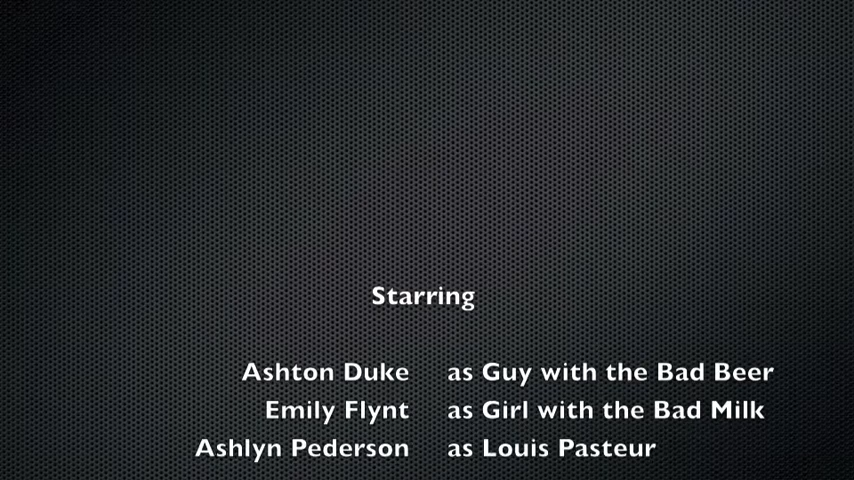 Starring
Ashton Duke as Guy with the Bad Beer
Emily Flynt as Girl with the Bad Milk
Ashlyn Pederson as Louis Pasteur